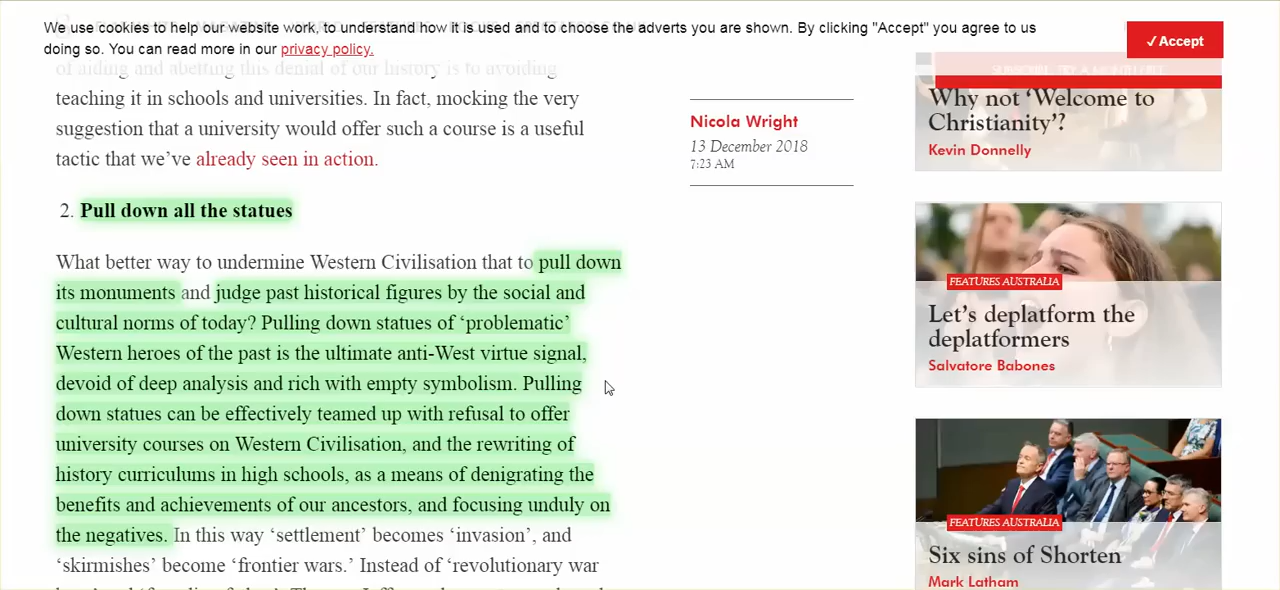 We use cookies to help our website work, to understand how it is used and to choose the adverts you are shown. By clicking "Accept" you agree to us
doing so. You can read more in our privacy policy.
✓Accept
of aiding and abetting this denial of our history is to avoiding
teaching it in schools and universities. In fact, mocking the very
suggestion that a university would offer such a course is a useful
tactic that we've already seen in action.
2. Pull down all the statues
What better way to undermine Western Civilisation that to pull down
its monuments and judge past historical figures by the social and
cultural norms of today? Pulling down statues of ‘problematic’
Western heroes of the past is the ultimate anti-West virtue signal,
devoid of deep analysis and rich with empty symbolism. Pulling
down statues can be effectively teamed up with refusal to offer
university courses on Western Civilisation, and the rewriting of
history curriculums in high schools, as a means of denigrating the
benefits and achievements of our ancestors, and focusing unduly on
the negatives. In this way ‘settlement’ becomes ‘invasion’, and
‘skirmishes’ become ‘frontier wars.’ Instead of ‘revolutionary war
Nicola Wright
13 December 2018
7:23 AM
Why not ‘Welcome to
Christianity’?
Kevin Donnelly
FEATURES AUSTRALIA
Let’s deplatform the
deplatformers
Salvatore Babones
FEATURES AUSTRALIA
Six sins of Shorten
Mark Latham